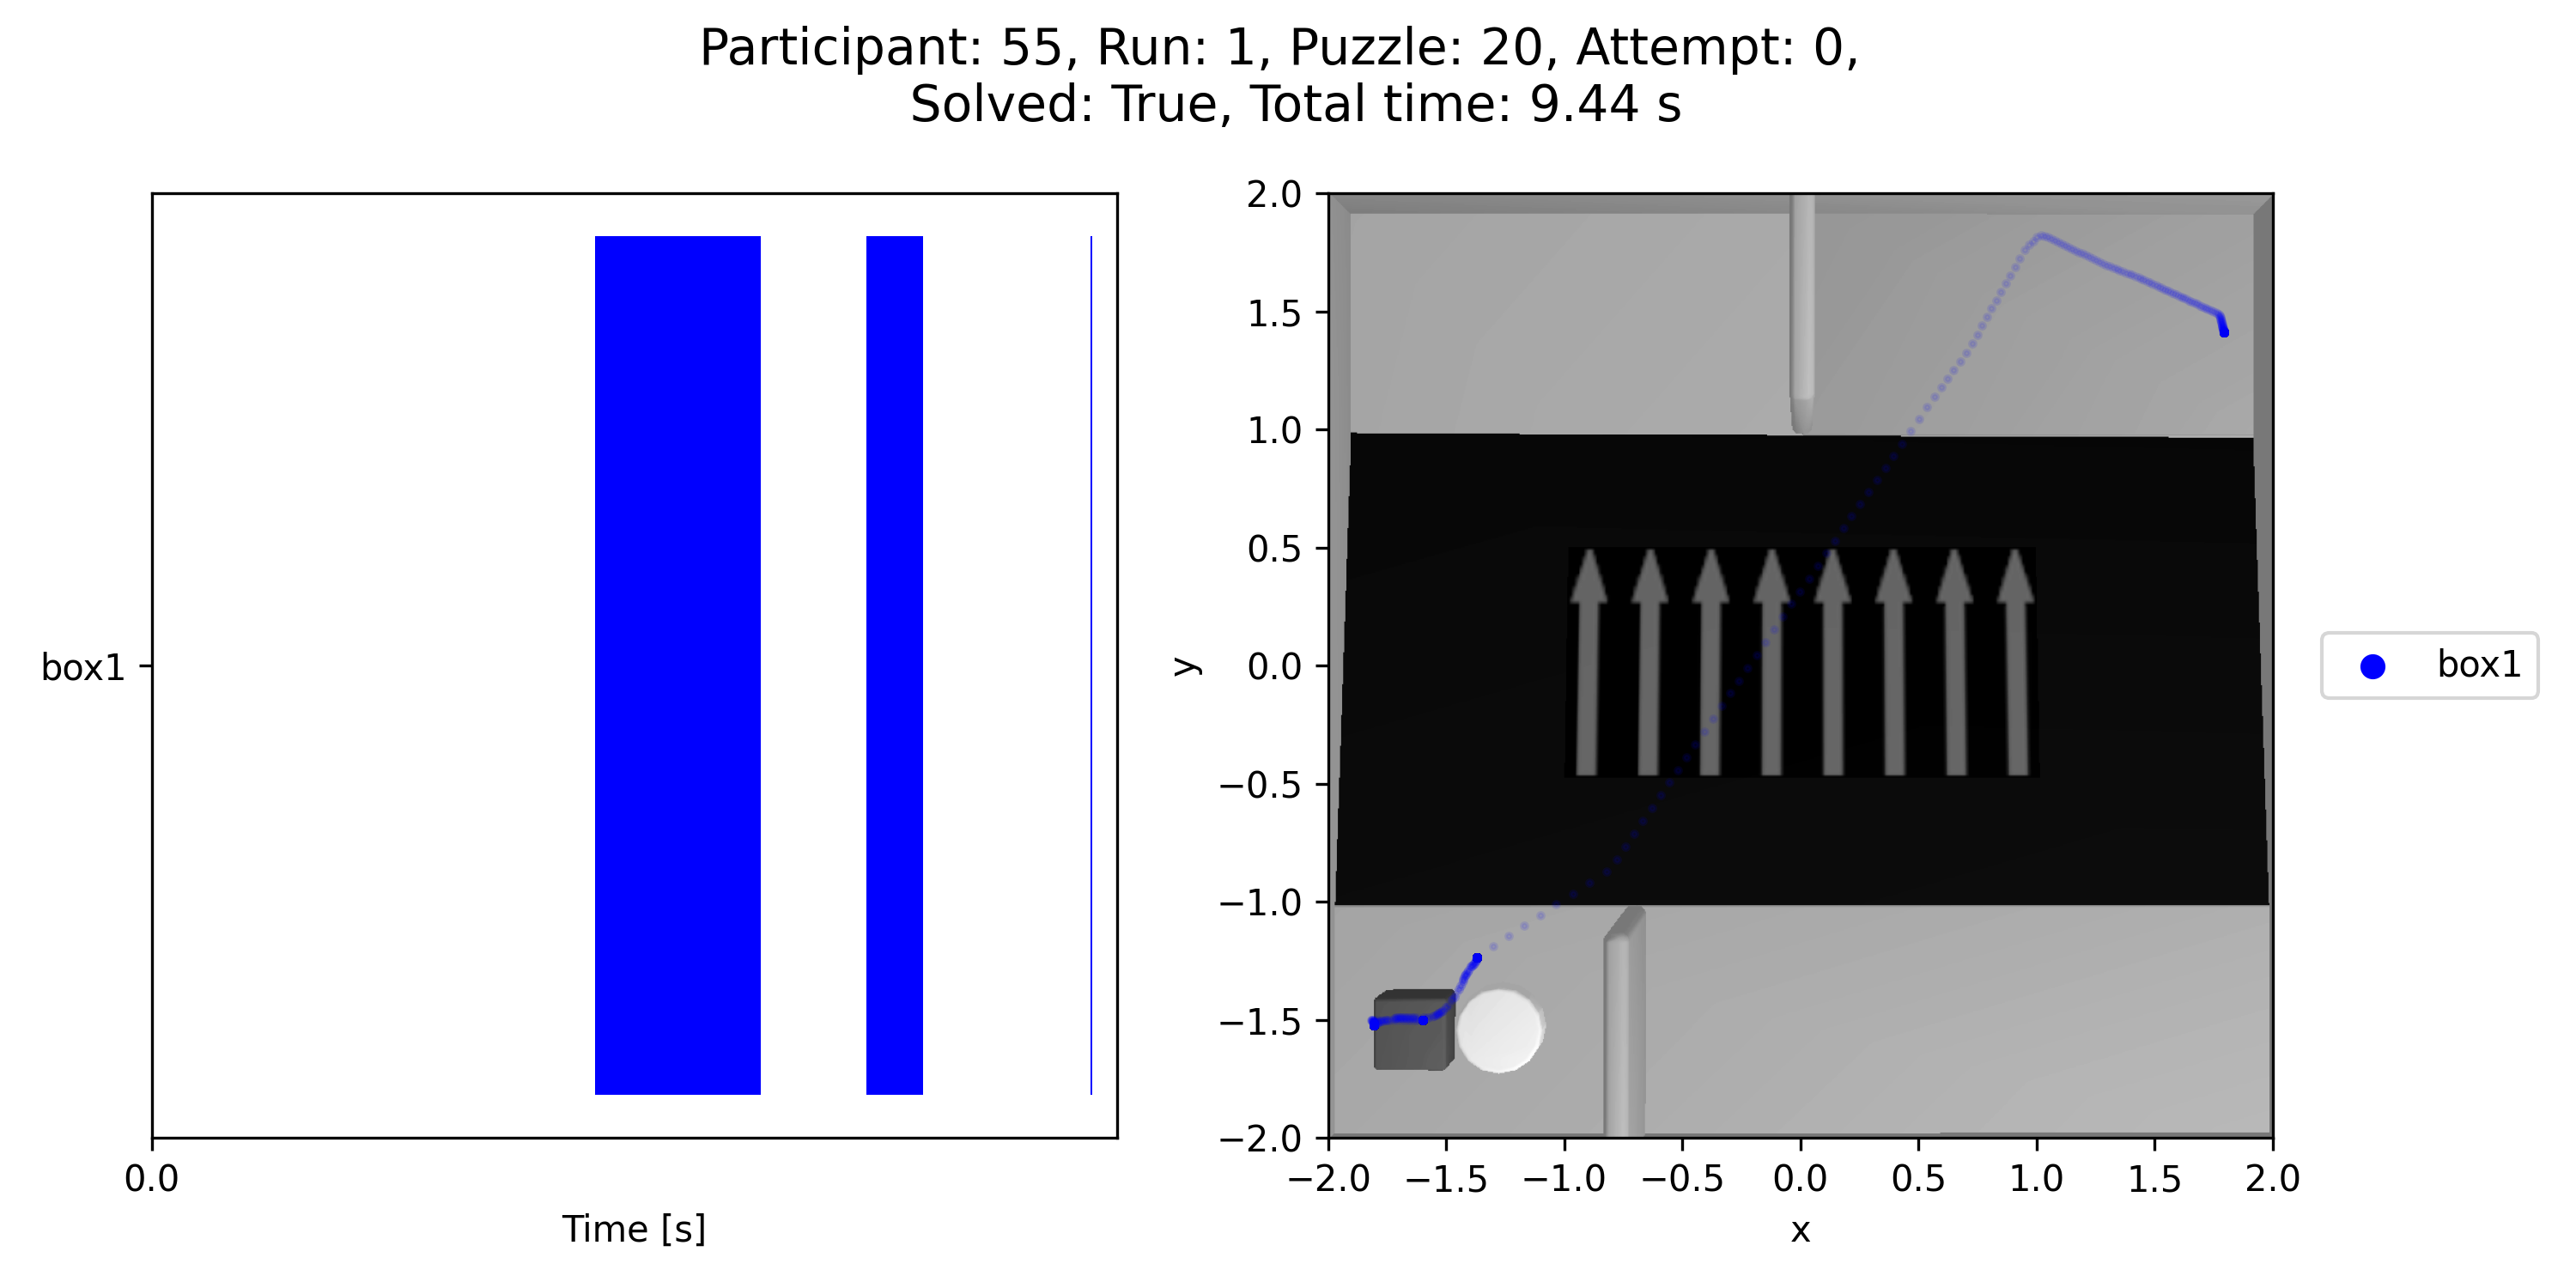 Participant: 55, Run: 1, Puzzle: 20, Attempt: 0,
Solved: True, Total time: 9.44 s
box1
0.0
Time [s]
2.0
1.5
1.0
0.5
0.0
−0.5
−1.0
−1.5
−2.0
y
−2.0 −1.5 −1.0 −0.5 0.0 0.5 1.0 1.5 2.0
x
box1